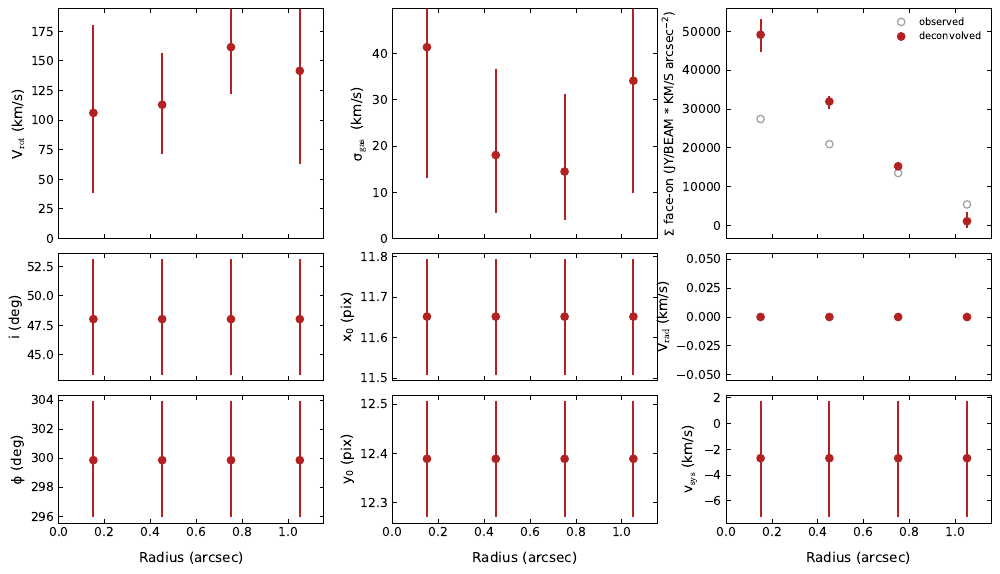 V_rot (km/s)
175
150
125
100
75
50
25
0
σ_gas (km/s)
40
30
20
10
0
Σ face-on (JY/BEAM * KM/S arcsec⁻²)
50000
40000
30000
20000
10000
0
observed
deconvolved
i (deg)
52.5
50.0
47.5
45.0
x₀ (pix)
11.8
11.7
11.6
11.5
V_rad (km/s)
0.050
0.025
0.000
−0.025
−0.050
ϕ (deg)
304
302
300
298
296
0.0 0.2 0.4 0.6 0.8 1.0
Radius (arcsec)
y₀ (pix)
12.5
12.4
12.3
0.0 0.2 0.4 0.6 0.8 1.0
Radius (arcsec)
v_sys (km/s)
2
0
−2
−4
−6
0.0 0.2 0.4 0.6 0.8 1.0
Radius (arcsec)